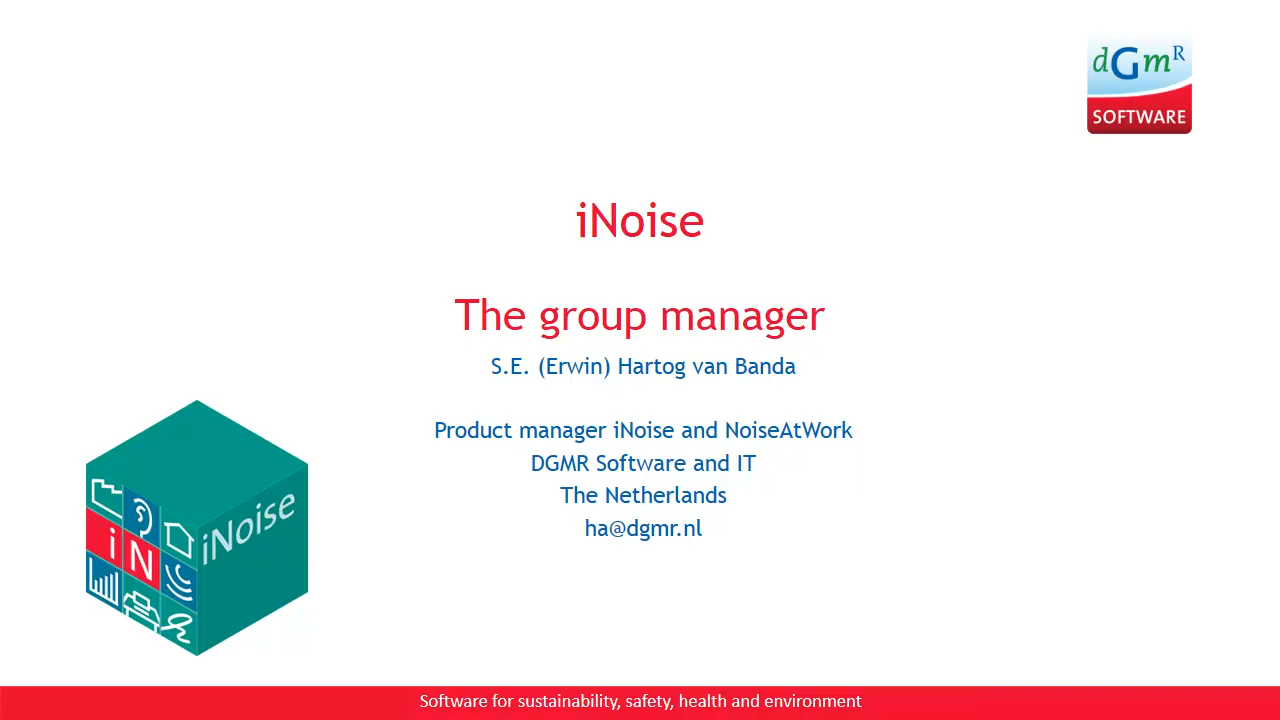 dGmR
SOFTWARE
iNoise
The group manager
S.E. (Erwin) Hartog van Banda
Product manager iNoise and NoiseAtWork
DGMR Software and IT
The Netherlands
ha@dgmr.nl
iNoise
iN
Software for sustainability, safety, health and environment